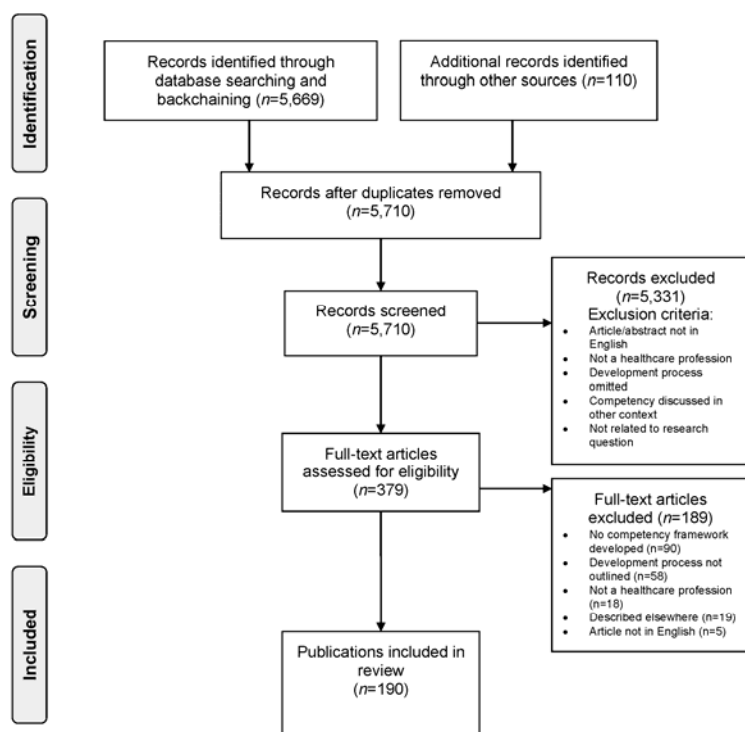 Identification
Records identified through
database searching and
backchaining (n=5,669)
Additional records identified
through other sources (n=110)
Records after duplicates removed
(n=5,710)
Screening
Records screened
(n=5,710)
Records excluded
(n=5,331)
Exclusion criteria:
• Article/abstract not in
English
• Not a healthcare profession
• Development process
omitted
• Competency discussed in
other context
• Not related to research
question
Eligibility
Full-text articles
assessed for eligibility
(n=379)
Full-text articles
excluded (n=189)
• No competency framework
developed (n=90)
• Development process not
outlined (n=58)
• Not a healthcare profession
(n=18)
• Described elsewhere (n=19)
• Article not in English (n=5)
Included
Publications included in
review
(n=190)